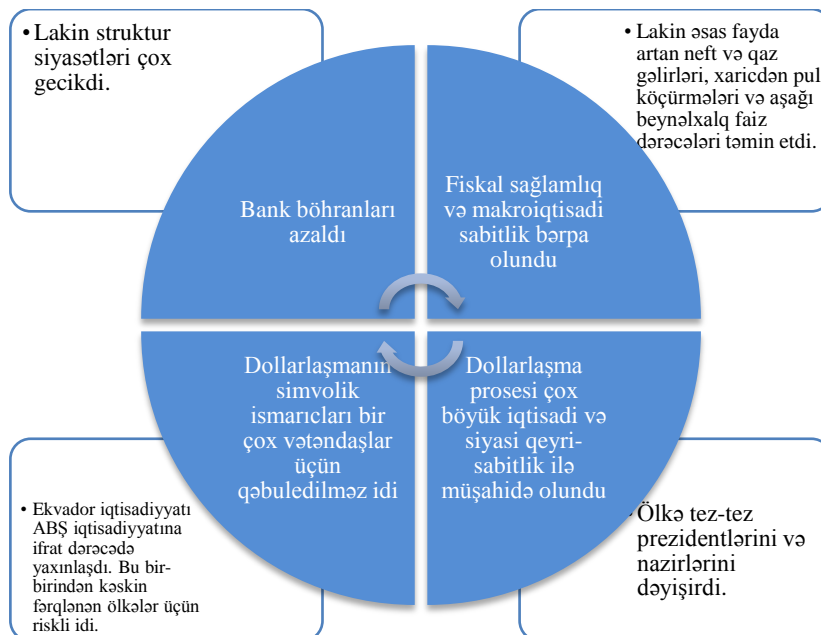 • Lakin struktur
siyasətləri çox
gecikdi.
• Lakin əsas fayda
artan neft və qaz
gəlirləri, xaricdən pul
köçürmələri və aşağı
beynəlxalq faiz
dərəcələri təmin etdi.
Bank böhranları
azaldı
Fiskal sağlamlıq
və makroiqtisadi
sabitlik bərpa
olundu
Dollarlaşmanın
simvolik
ismarıcları bir
çox vətəndaşlar
üçün
qəbuledilməz idi
Dollarlaşma
prosesi çox
böyük iqtisadi və
siyasi qeyri-
sabitlik ilə
müşahidə olundu
• Ekvador iqtisadiyyatı
ABŞ iqtisadiyyatına
ifrat dərəcədə
yaxınlaşdı. Bu bir-
birindən kəskin
fərqlənən ölkələr üçün
riskli idi.
• Ölkə tez-tez
prezidentlərini və
nazirlərini
dəyişirdi.